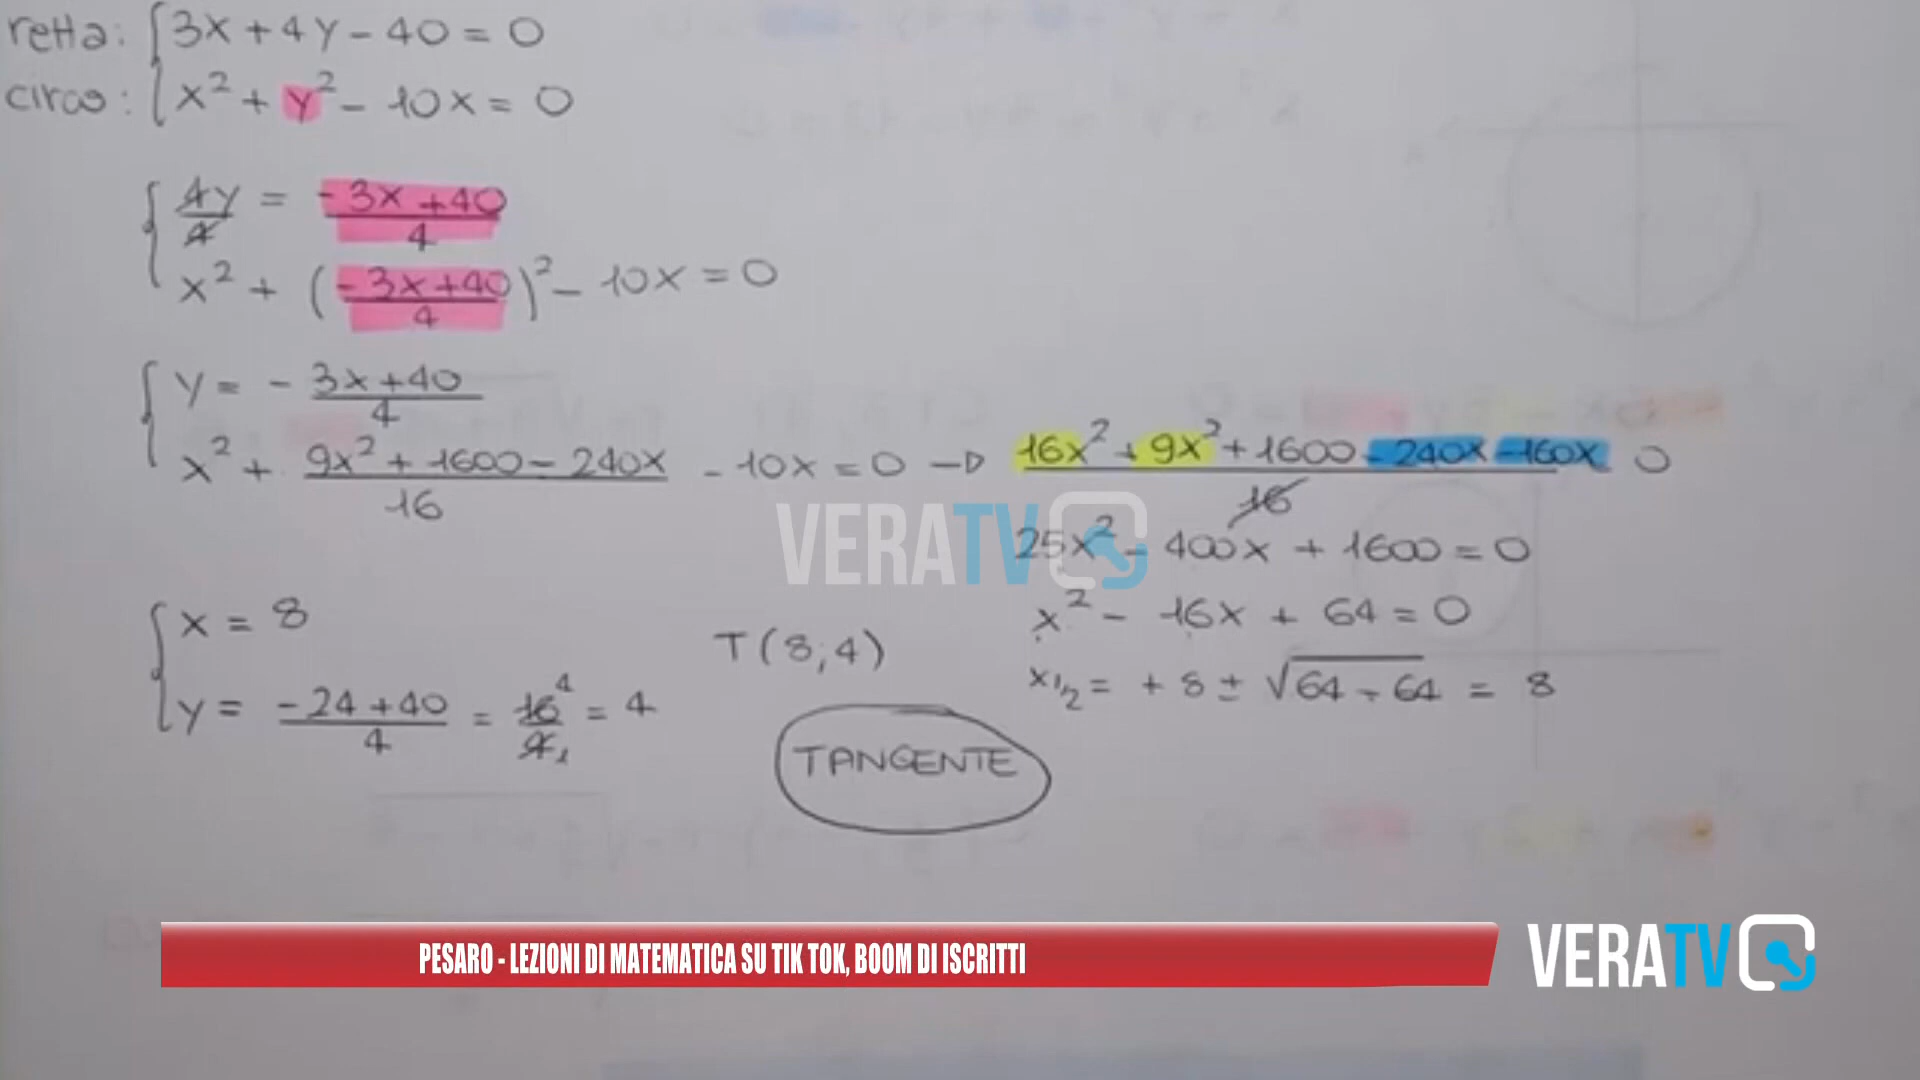 retta: 3x + 4y - 40 = 0
circo: x² + y² - 10x = 0
4y/4 = -3x + 40/4
x² + (-3x+40/4)² - 10x = 0
y = - 3x+40/4
x² + 9x² + 1600 - 240x/16 - 10x = 0 → 16x² + 9x² + 1600 - 240x - 160x/16 0
25x² - 400x + 1600 = 0
x² - 16x + 64 = 0
x1/2 = + 8 ± √64 - 64 = 8
x = 8
y = -24+40/4 = 16⁴/4₁ = 4
T(8;4)
TANGENTE
VERATV
PESARO - LEZIONI DI MATEMATICA SU TIK TOK, BOOM DI ISCRITTI
VERATV